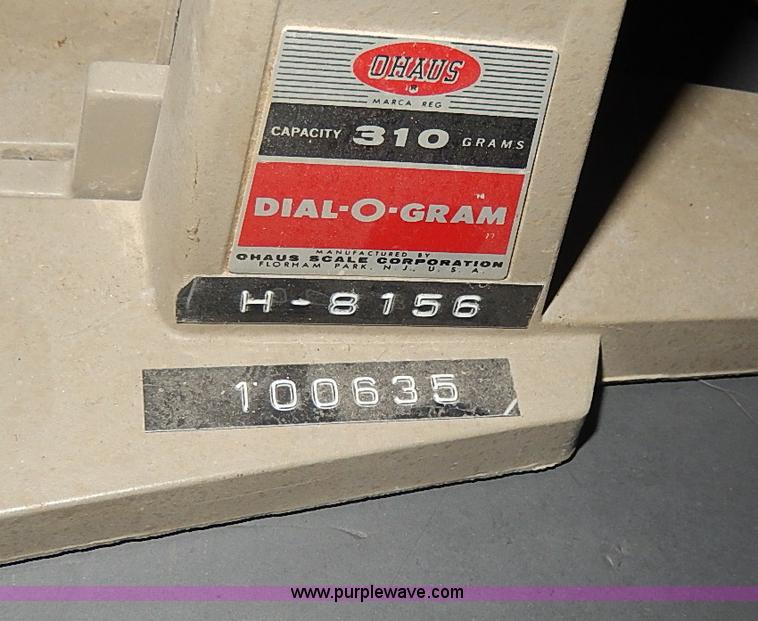 OHAUS
R
MARCA REG
CAPACITY 310 GRAMS
DIAL-O-GRAM
MANUFACTURED BY
OHAUS SCALE CORPORATION
FLORHAM PARK, N.J., U.S.A.
H-8156
100635
www.purplewave.com